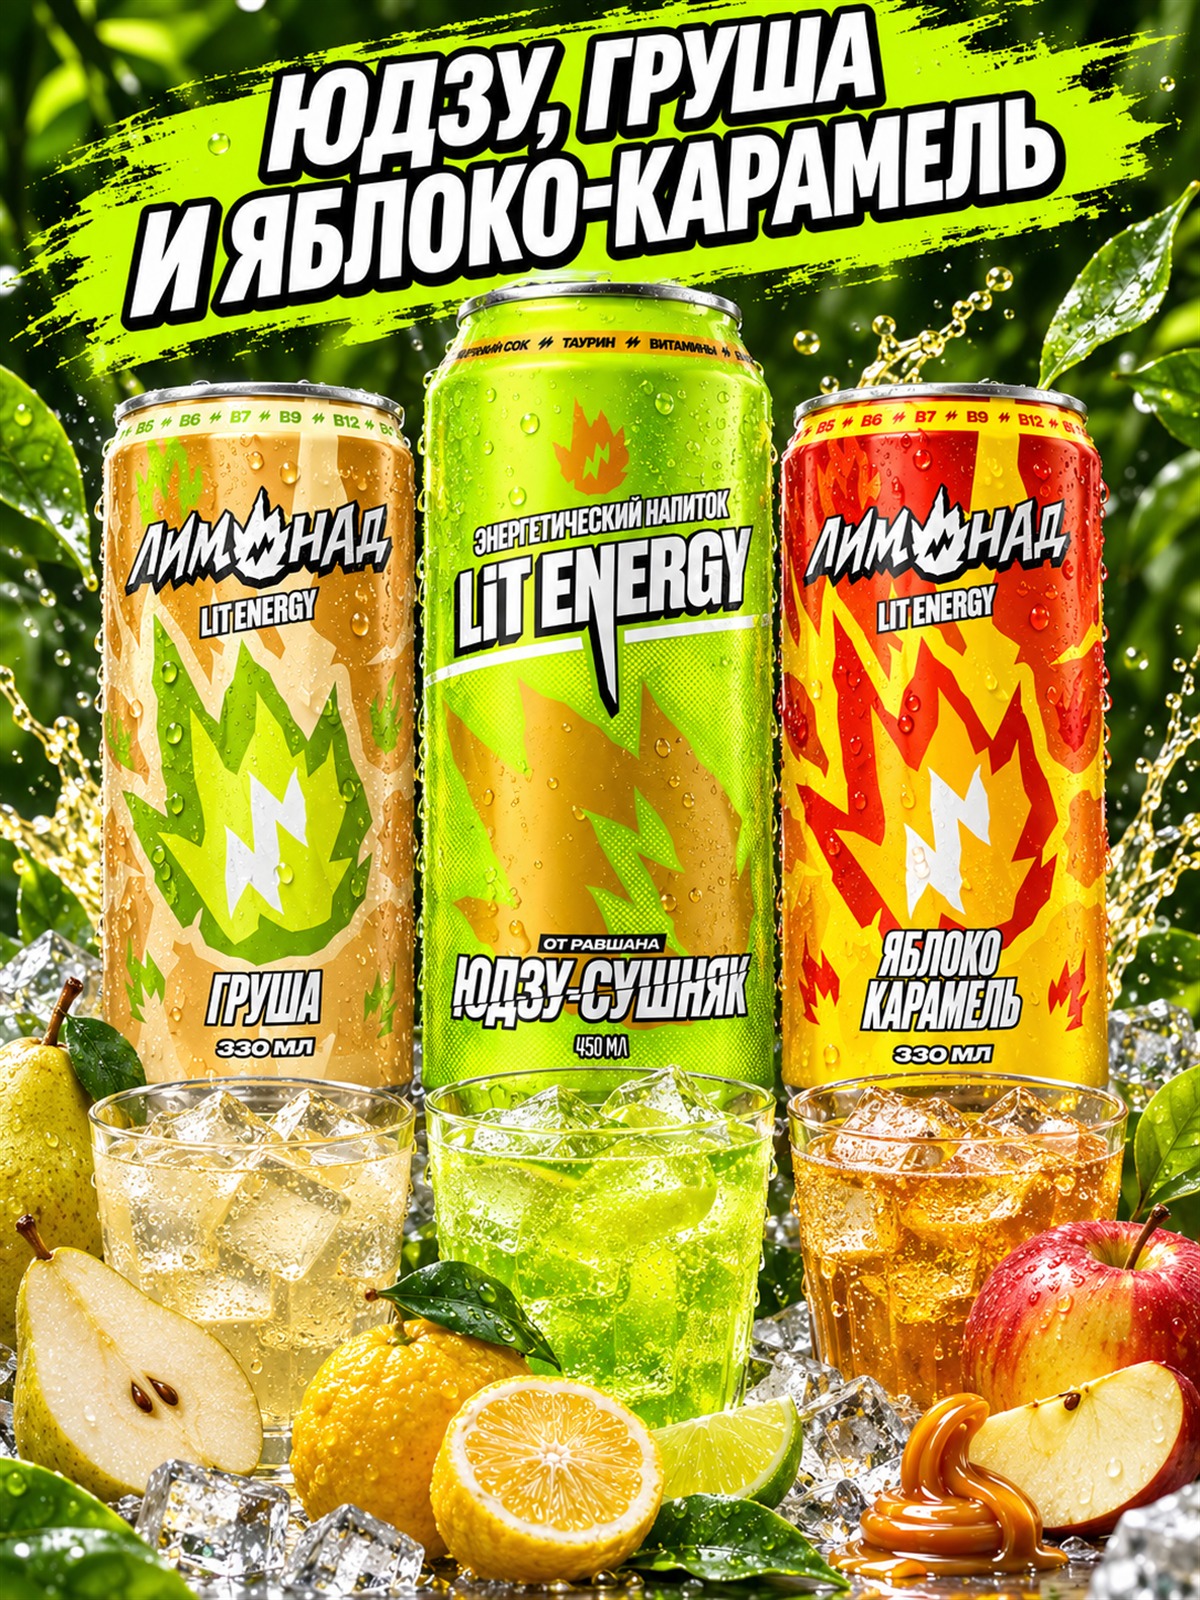 ЮДЗУ, ГРУША
И ЯБЛОКО-КАРАМЕЛЬ
B5 B6 B7 B9 B12
ЛИМОНАД
LIT ENERGY
ГРУША
330 МЛ
СОК ТАУРИН ВИТАМИНЫ
ЭНЕРГЕТИЧЕСКИЙ НАПИТОК
LiT ENERGY
ОТ РАВШАНА
ЮДЗУ-СУШНЯК
450 МЛ
B5 B6 B7 B9 B12
ЛИМОНАД
LIT ENERGY
ЯБЛОКО
КАРАМЕЛЬ
330 МЛ